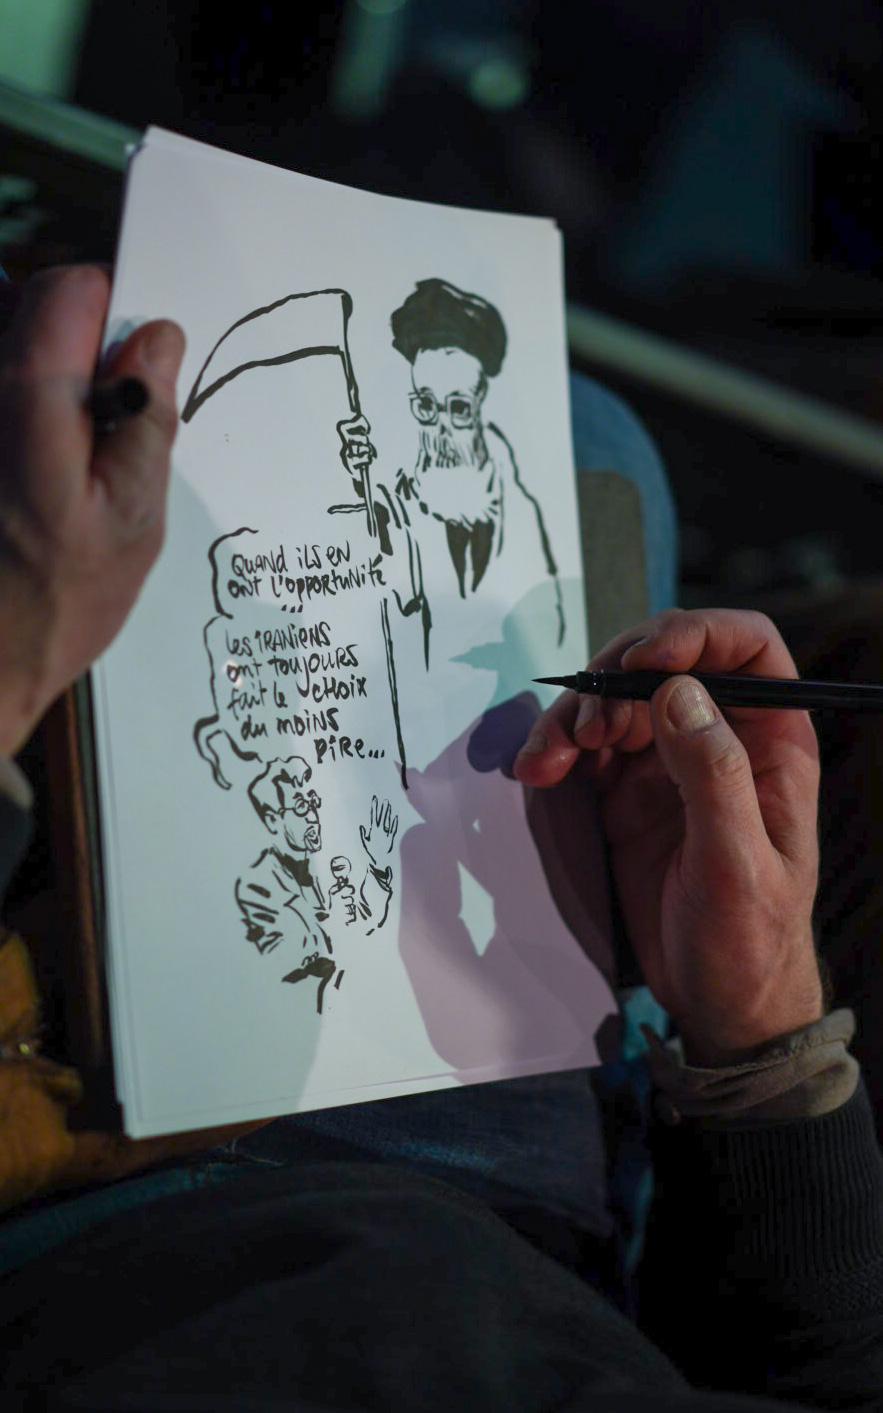 QUAND ilS EN
ont l'opportunité
...
les iRANiENS
ont toujoURS
fait le CHOIX
du moinS
PiRe...